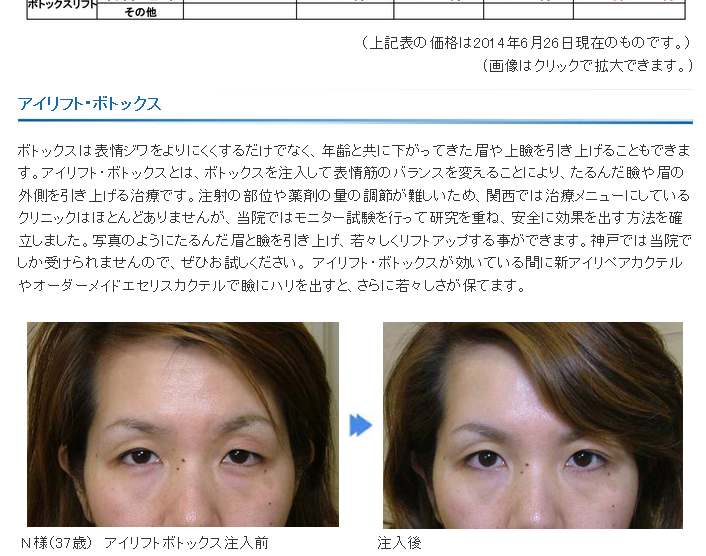 ボトックスリフト
その他
（上記表の価格は2014年6月26日現在のものです。）
（画像はクリックで拡大できます。）
アイリフト・ボトックス
ボトックスは表情ジワをよりにくくするだけでなく、年齢と共に下がってきた眉や上瞼を引き上げることもできま
す。アイリフト・ボトックスとは、ボトックスを注入して表情筋のバランスを変えることにより、たるんだ瞼や眉の
外側を引き上げる治療です。注射の部位や薬剤の量の調節が難しいため、関西では治療メニューにしている
クリニックはほとんどありませんが、当院ではモニター試験を行って研究を重ね、安全に効果を出す方法を確
立しました。写真のようにたるんだ眉と瞼を引き上げ、若々しくリフトアップする事ができます。神戸では当院で
しか受けられませんので、ぜひお試しください。 アイリフト・ボトックスが効いている間に新アイリペアカクテル
やオーダーメイドエセリスカクテルで瞼にハリを出すと、さらに若々しさが保てます。
Ｎ様（37歳） アイリフトボトックス注入前
注入後